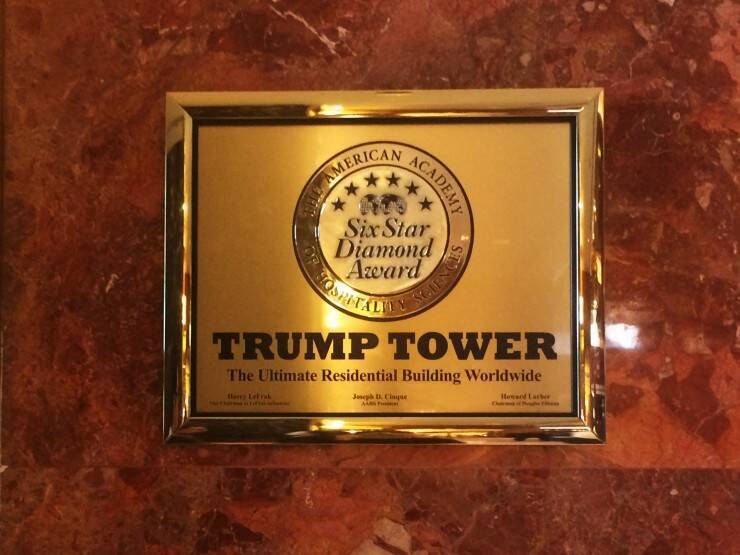 THE AMERICAN ACADEMY
OF HOSPITALITY SCIENCES
Six Star
Diamond
Award
TRUMP TOWER
The Ultimate Residential Building Worldwide
Harry LeFrak Joseph D. Cinque Howard Lorber
AAHS President